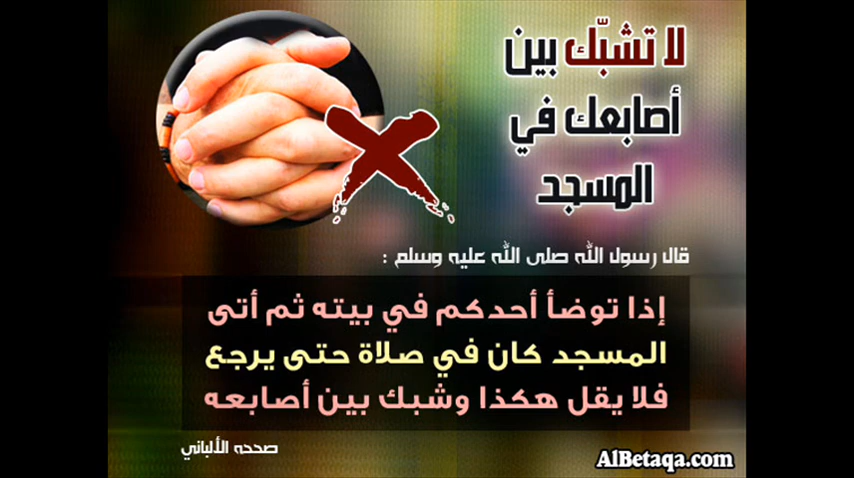 لا تشبّك بين
أصابعك في
المسجد
قال رسول الله صلى الله عليه وسلم :
إذا توضأ أحدكم في بيته ثم أتى
المسجد كان في صلاة حتى يرجع
فلا يقل هكذا وشبك بين أصابعه
صححه الألباني
AlBetaqa.com